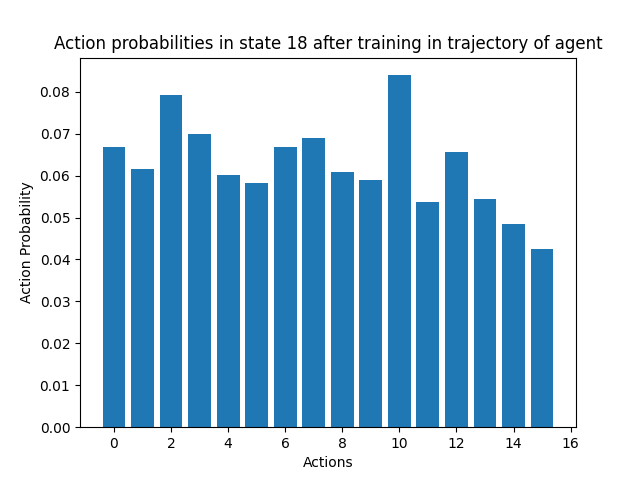 Action probabilities in state 18 after training in trajectory of agent
0.08
0.07
0.06
0.05
0.04
0.03
0.02
0.01
0.00
Action Probability
0 2 4 6 8 10 12 14 16
Actions